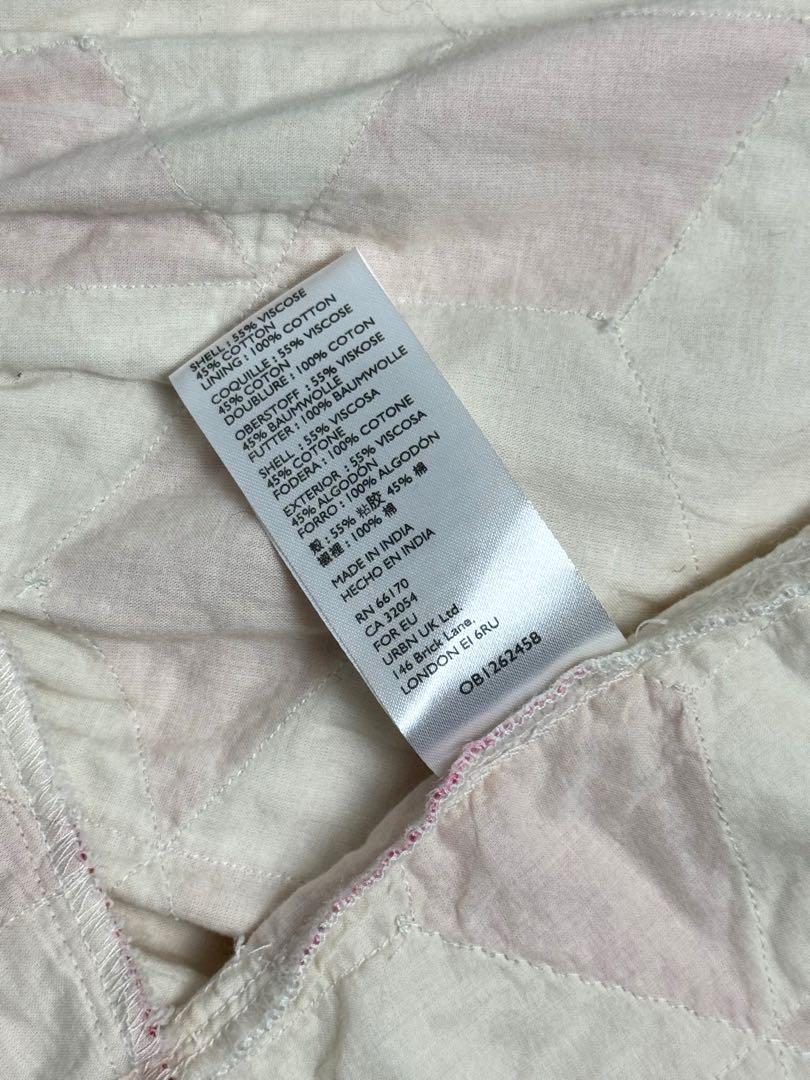 SHELL : 55% VISCOSE
45% COTTON
LINING : 100% COTTON
COQUILLE : 55% VISCOSE
45% COTON
DOUBLURE : 100% COTON
OBERSTOFF : 55% VISKOSE
45% BAUMWOLLE
FUTTER : 100% BAUMWOLLE
SHELL : 55% VISCOSA
45% COTONE
FODERA : 100% COTONE
EXTERIOR : 55% VISCOSA
45% ALGODÓN
FORRO : 100% ALGODÓN
殼 : 55% 粘胶 45% 棉
襯裡 : 100% 棉
MADE IN INDIA
HECHO EN INDIA
RN 66170
CA 32054
FOR EU
URBN UK Ltd.
146 Brick Lane.
LONDON E1 6RU
OB126245B